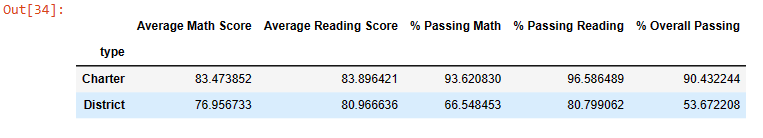 Out[34]:
Average Math Score Average Reading Score % Passing Math % Passing Reading % Overall Passing
type
Charter 83.473852 83.896421 93.620830 96.586489 90.432244
District 76.956733 80.966636 66.548453 80.799062 53.672208